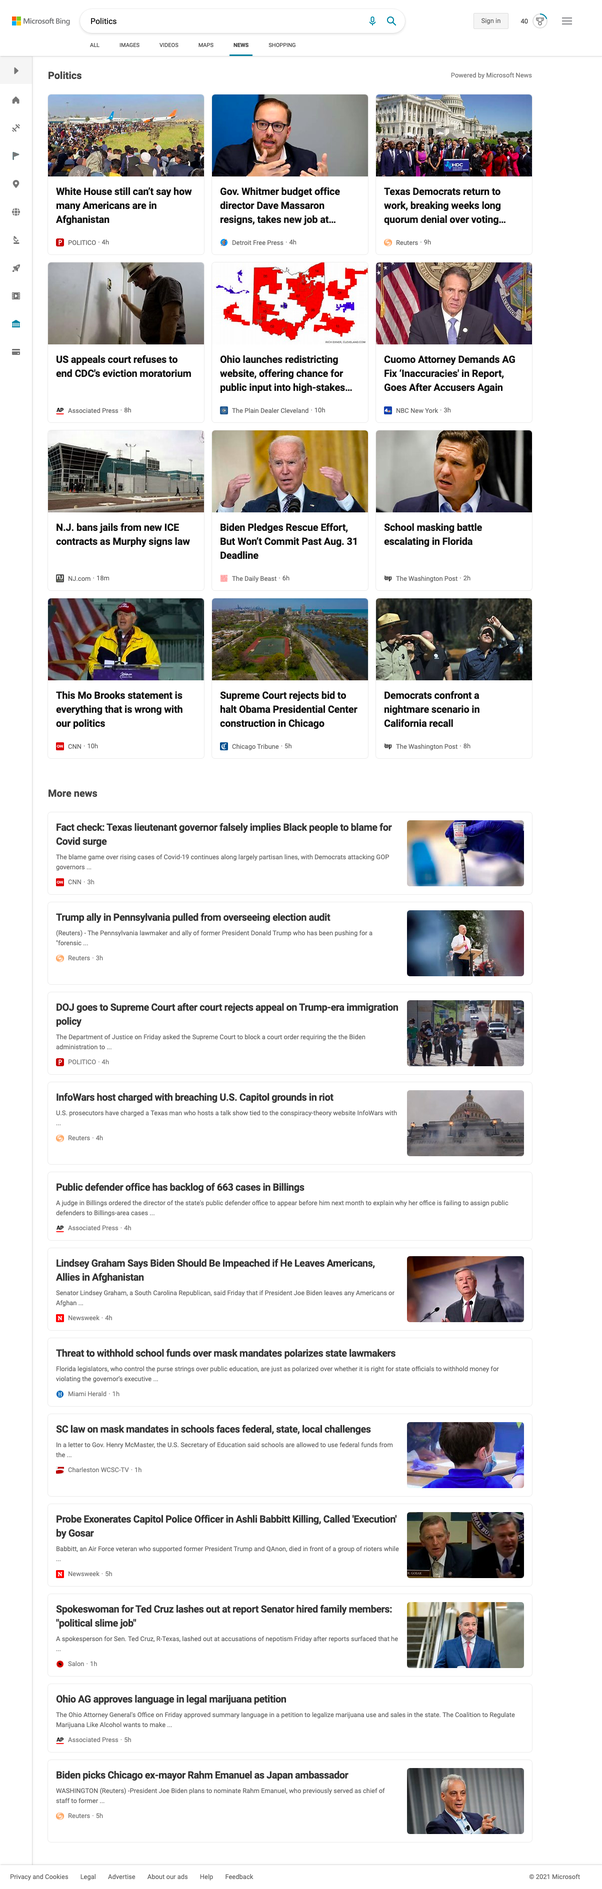 Microsoft Bing
Politics
Sign in
40
ALL
IMAGES
VIDEOS
MAPS
NEWS
SHOPPING
Politics
Powered by Microsoft News
White House still can't say how
many Americans are in
Afghanistan
POLITICO · 4h
Gov. Whitmer budget office
director Dave Massaron
resigns, takes new job at...
Detroit Free Press · 4h
Texas Democrats return to
work, breaking weeks long
quorum denial over voting...
Reuters · 9h
US appeals court refuses to
end CDC's eviction moratorium
AP Associated Press · 8h
Ohio launches redistricting
website, offering chance for
public input into high-stakes...
The Plain Dealer Cleveland · 10h
Cuomo Attorney Demands AG
Fix 'Inaccuracies' in Report,
Goes After Accusers Again
NBC New York · 3h
N.J. bans jails from new ICE
contracts as Murphy signs law
NJ.com · 18m
Biden Pledges Rescue Effort,
But Won't Commit Past Aug. 31
Deadline
The Daily Beast · 6h
School masking battle
escalating in Florida
wp The Washington Post · 2h
This Mo Brooks statement is
everything that is wrong with
our politics
CNN · 10h
Supreme Court rejects bid to
halt Obama Presidential Center
construction in Chicago
Chicago Tribune · 5h
Democrats confront a
nightmare scenario in
California recall
wp The Washington Post · 8h
More news
Fact check: Texas lieutenant governor falsely implies Black people to blame for
Covid surge
The blame game over rising cases of Covid-19 continues along largely partisan lines, with Democrats attacking GOP
governors ...
CNN · 3h
Trump ally in Pennsylvania pulled from overseeing election audit
(Reuters) - The Pennsylvania lawmaker and ally of former President Donald Trump who has been pushing for a
"forensic ...
Reuters · 3h
DOJ goes to Supreme Court after court rejects appeal on Trump-era immigration
policy
The Department of Justice on Friday asked the Supreme Court to block a court order requiring the the Biden
administration to ...
POLITICO · 4h
InfoWars host charged with breaching U.S. Capitol grounds in riot
U.S. prosecutors have charged a Texas man who hosts a talk show tied to the conspiracy-theory website InfoWars with
...
Reuters · 4h
Public defender office has backlog of 663 cases in Billings
A judge in Billings ordered the director of the state's public defender office to appear before him next month to explain why her office is failing to assign public
defenders to Billings-area cases ...
AP Associated Press · 4h
Lindsey Graham Says Biden Should Be Impeached if He Leaves Americans,
Allies in Afghanistan
Senator Lindsey Graham, a South Carolina Republican, said Friday that if President Joe Biden leaves any Americans or
Afghan ...
N Newsweek · 4h
Threat to withhold school funds over mask mandates polarizes state lawmakers
Florida legislators, who control the purse strings over public education, are just as polarized over whether it is right for state officials to withhold money for
violating the governor's executive ...
Miami Herald · 1h
SC law on mask mandates in schools faces federal, state, local challenges
In a letter to Gov. Henry McMaster, the U.S. Secretary of Education said schools are allowed to use federal funds from
the ...
Charleston WCSC-TV · 1h
Probe Exonerates Capitol Police Officer in Ashli Babbitt Killing, Called 'Execution'
by Gosar
Babbitt, an Air Force veteran who supported former President Trump and QAnon, died in front of a group of rioters while
...
N Newsweek · 5h
Spokeswoman for Ted Cruz lashes out at report Senator hired family members:
"political slime job"
A spokesperson for Sen. Ted Cruz, R-Texas, lashed out at accusations of nepotism Friday after reports surfaced that he
...
Salon · 1h
Ohio AG approves language in legal marijuana petition
The Ohio Attorney General's Office on Friday approved summary language in a petition to legalize marijuana use and sales in the state. The Coalition to Regulate
Marijuana Like Alcohol wants to make ...
AP Associated Press · 5h
Biden picks Chicago ex-mayor Rahm Emanuel as Japan ambassador
WASHINGTON (Reuters) -President Joe Biden plans to nominate Rahm Emanuel, who previously served as chief of
staff to former ...
Reuters · 5h
Privacy and Cookies
Legal
Advertise
About our ads
Help
Feedback
© 2021 Microsoft